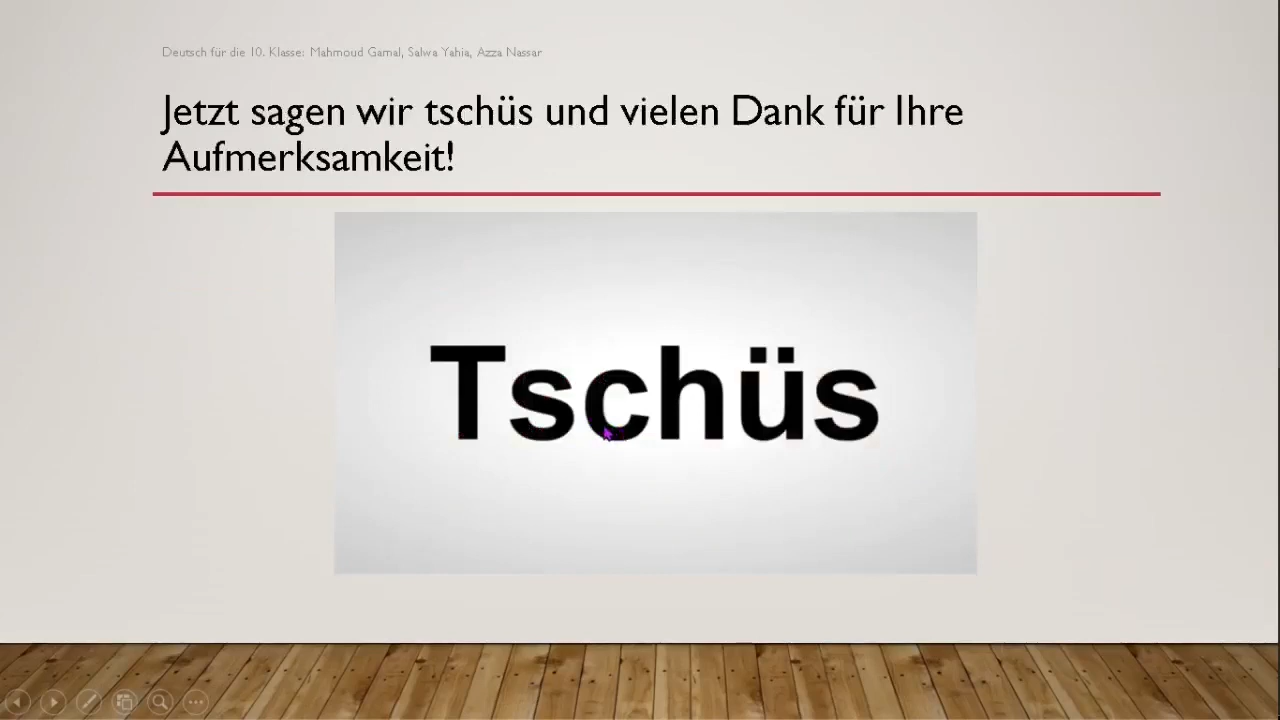 Deutsch für die 10. Klasse: Mahmoud Gamal, Salwa Yahia, Azza Nassar
Jetzt sagen wir tschüs und vielen Dank für Ihre
Aufmerksamkeit!
Tschüs